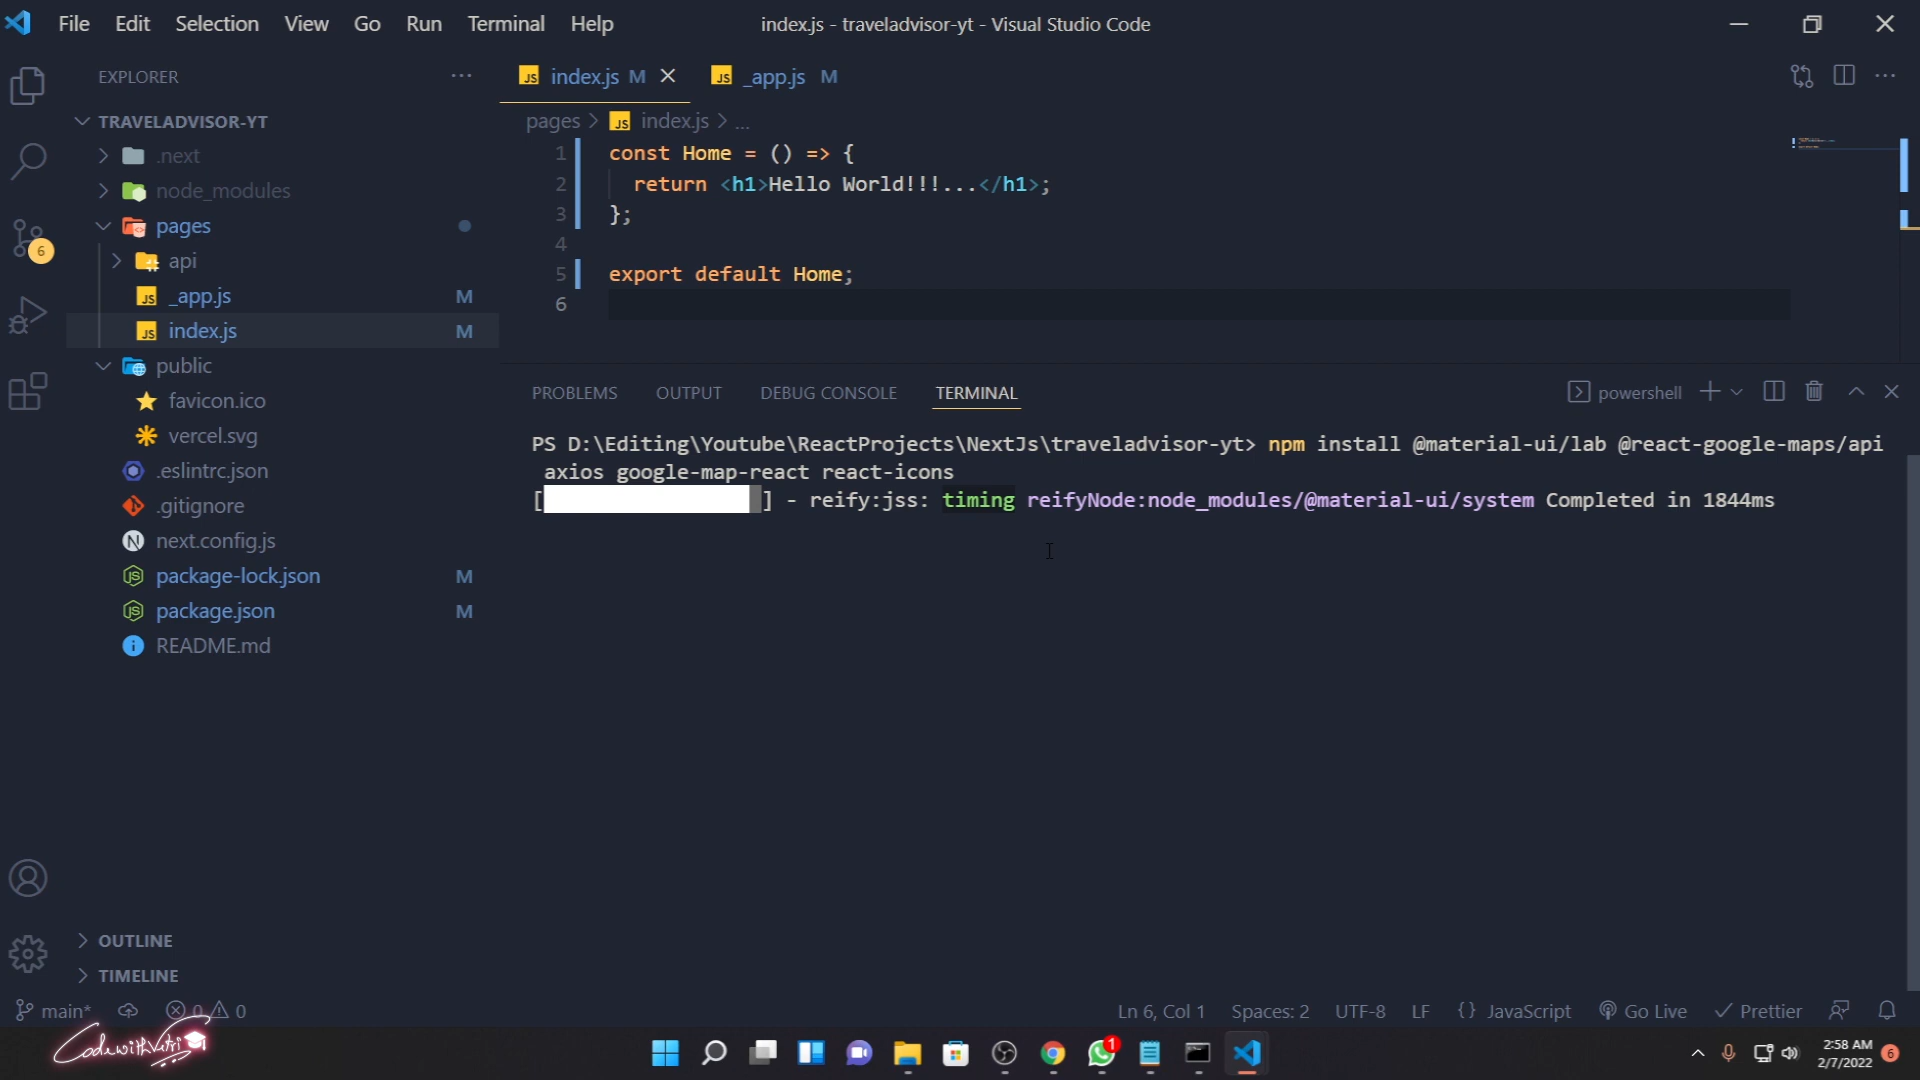 File Edit Selection View Go Run Terminal Help index.js - traveladvisor-yt - Visual Studio Code
EXPLORER ...
TRAVELADVISOR-YT
.next
node_modules
pages
api
_app.js M
index.js M
public
favicon.ico
vercel.svg
.eslintrc.json
.gitignore
next.config.js
package-lock.json M
package.json M
README.md
OUTLINE
TIMELINE
6
index.js M _app.js M
pages > index.js > ...
1 const Home = () => {
2 return <h1>Hello World!!!...</h1>;
3 };
4
5 export default Home;
6
PROBLEMS OUTPUT DEBUG CONSOLE TERMINAL powershell
PS D:\Editing\Youtube\ReactProjects\NextJs\traveladvisor-yt> npm install @material-ui/lab @react-google-maps/api
axios google-map-react react-icons
[ ] - reify:jss: timing reifyNode:node_modules/@material-ui/system Completed in 1844ms
main* 0 0 Ln 6, Col 1 Spaces: 2 UTF-8 LF {} JavaScript Go Live Prettier
1
2:58 AM
2/7/2022
6